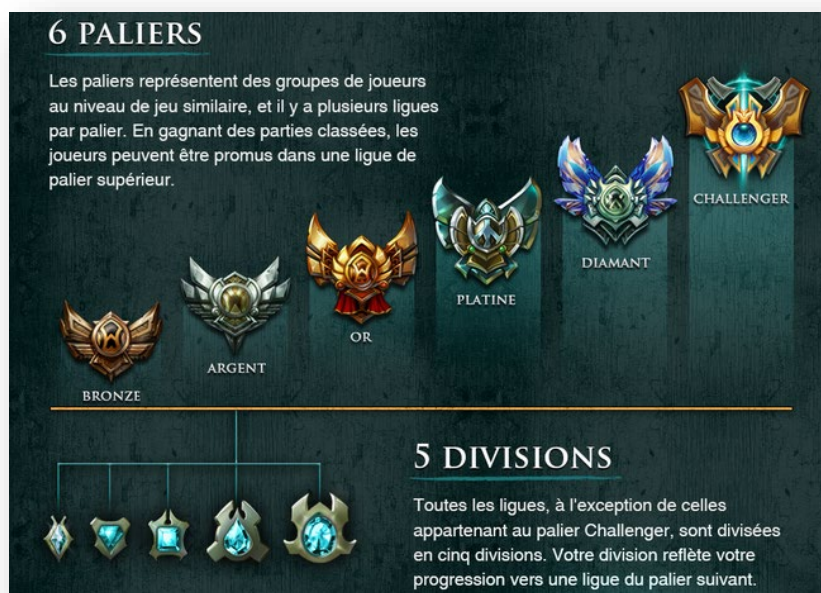 6 PALIERS
Les paliers représentent des groupes de joueurs
au niveau de jeu similaire, et il y a plusieurs ligues
par palier. En gagnant des parties classées, les
joueurs peuvent être promus dans une ligue de
palier supérieur.
CHALLENGER
DIAMANT
PLATINE
OR
ARGENT
BRONZE
5 DIVISIONS
Toutes les ligues, à l'exception de celles
appartenant au palier Challenger, sont divisées
en cinq divisions. Votre division reflète votre
progression vers une ligue du palier suivant.